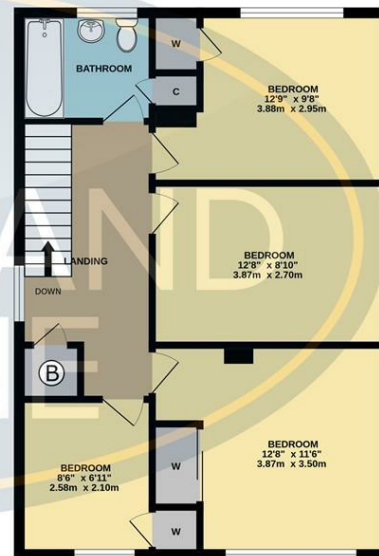 BATHROOM
W
C
BEDROOM
12'9" x 9'8"
3.88m x 2.95m
LANDING
DOWN
BEDROOM
12'8" x 8'10"
3.87m x 2.70m
B
BEDROOM
12'8" x 11'6"
3.87m x 3.50m
W
BEDROOM
8'6" x 6'11"
2.58m x 2.10m
W